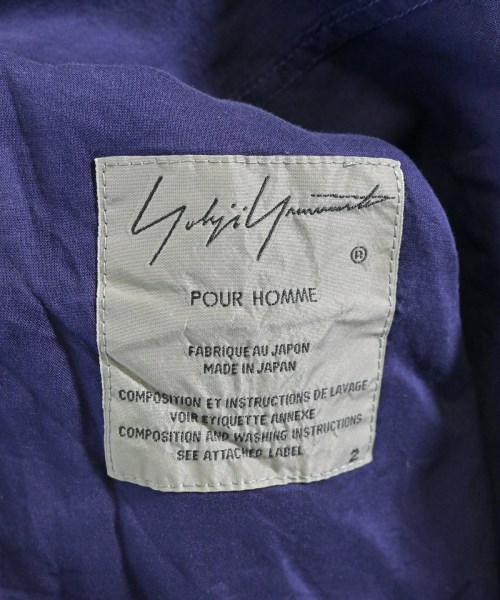 Yohji Yamamoto
®
POUR HOMME
FABRIQUE AU JAPON
MADE IN JAPAN
COMPOSITION ET INSTRUCTIONS DE LAVAGE
VOIR ETIQUETTE ANNEXE
COMPOSITION AND WASHING INSTRUCTIONS
SEE ATTACHED LABEL
2